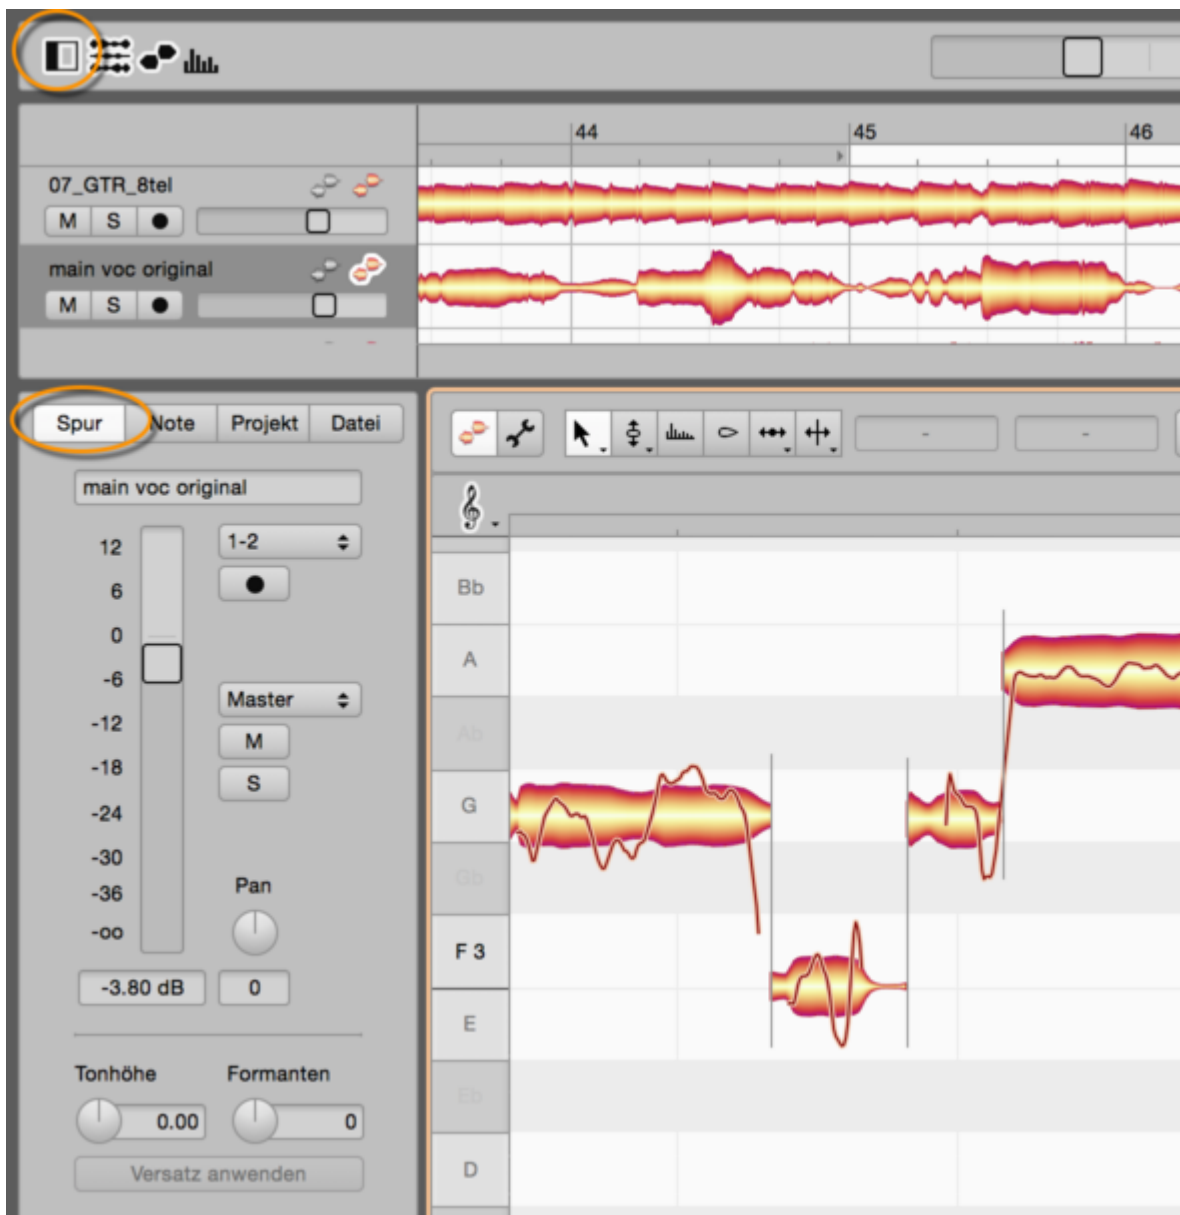 44 45 46
07_GTR_8tel
M S
main voc original
M S
Spur Note Projekt Datei
main voc original
12
6
0
-6
-12
-18
-24
-30
-36
-oo
1-2
Master
M
S
Pan
-3.80 dB 0
Tonhöhe Formanten
0.00 0
Versatz anwenden
- -
Bb
A
Ab
G
Gb
F 3
E
Eb
D